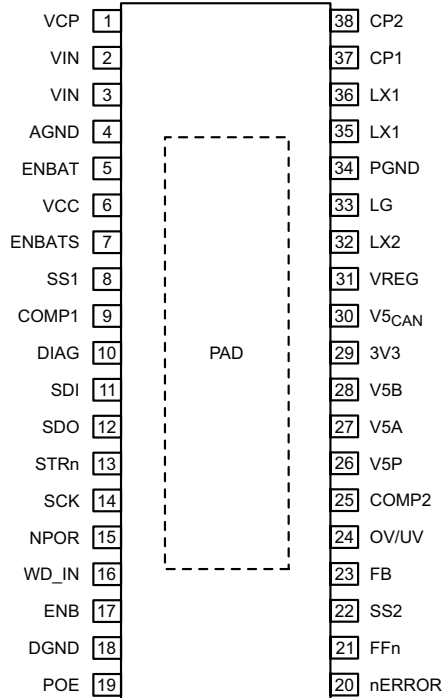 VCP 1 38 CP2
VIN 2 37 CP1
VIN 3 36 LX1
AGND 4 35 LX1
ENBAT 5 34 PGND
VCC 6 33 LG
ENBATS 7 32 LX2
SS1 8 31 VREG
COMP1 9 30 V5CAN
DIAG 10 PAD 29 3V3
SDI 11 28 V5B
SDO 12 27 V5A
STRn 13 26 V5P
SCK 14 25 COMP2
NPOR 15 24 OV/UV
WD_IN 16 23 FB
ENB 17 22 SS2
DGND 18 21 FFn
POE 19 20 nERROR